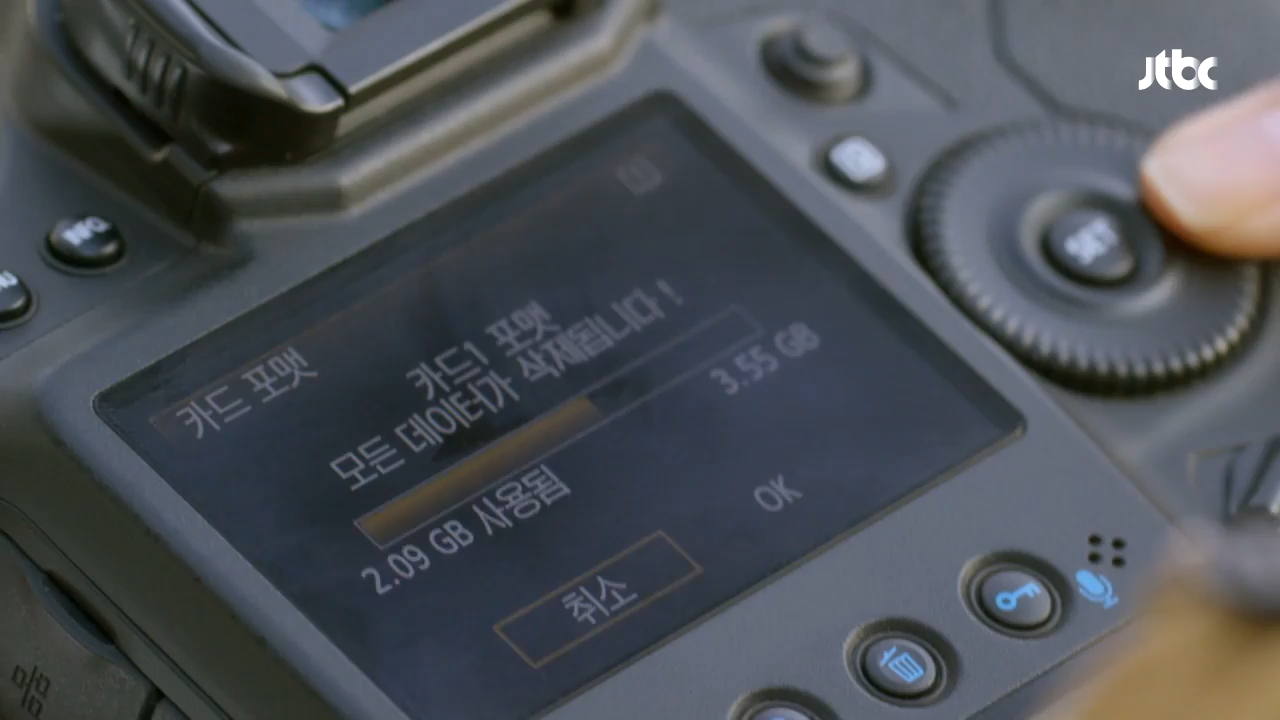 jtbc
INFO.
SET
카드 포맷
카드1 포맷
모든 데이터가 삭제됩니다 !
3.55 GB
2.09 GB 사용됨
OK
취소